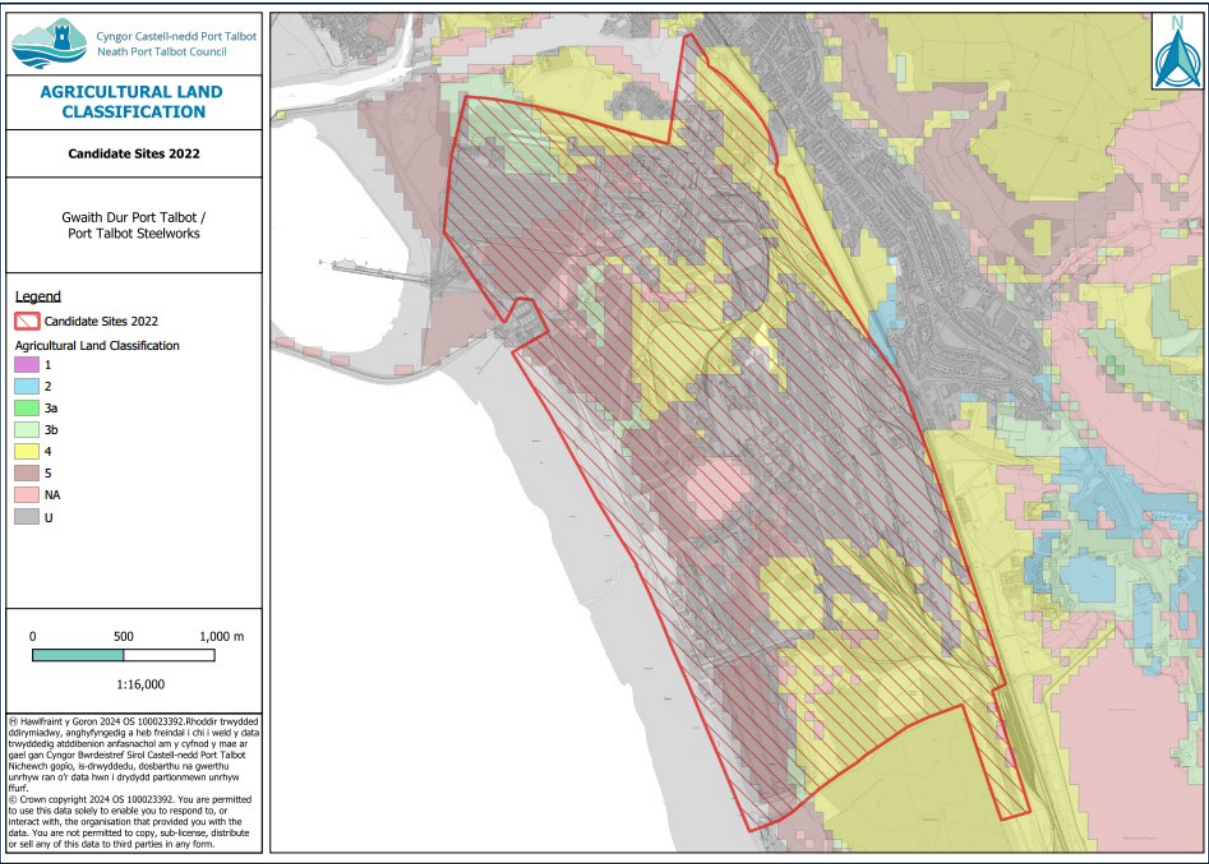 Cyngor Castell-nedd Port Talbot
Neath Port Talbot Council
AGRICULTURAL LAND
CLASSIFICATION
Candidate Sites 2022
Gwaith Dur Port Talbot /
Port Talbot Steelworks
Legend
Candidate Sites 2022
Agricultural Land Classification
1
2
3a
3b
4
5
NA
U
0 500 1,000 m
1:16,000
Ⓗ Hawlfraint y Goron 2024 OS 100023392.Rhoddir trwydded
ddirymiadwy, anghyfyngedig a heb freindal i chi i weld y data
trwyddedig atddibenion anfasnachol am y cyfnod y mae ar
gael gan Cyngor Bwrdeistref Sirol Castell-nedd Port Talbot
Nichewch gopïo, is-drwyddedu, dosbarthu na gwerthu
unrhyw ran o'r data hwn i drydydd partïonmewn unrhyw
ffurf.
© Crown copyright 2024 OS 100023392. You are permitted
to use this data solely to enable you to respond to, or
interact with, the organisation that provided you with the
data. You are not permitted to copy, sub-license, distribute
or sell any of this data to third parties in any form.
N